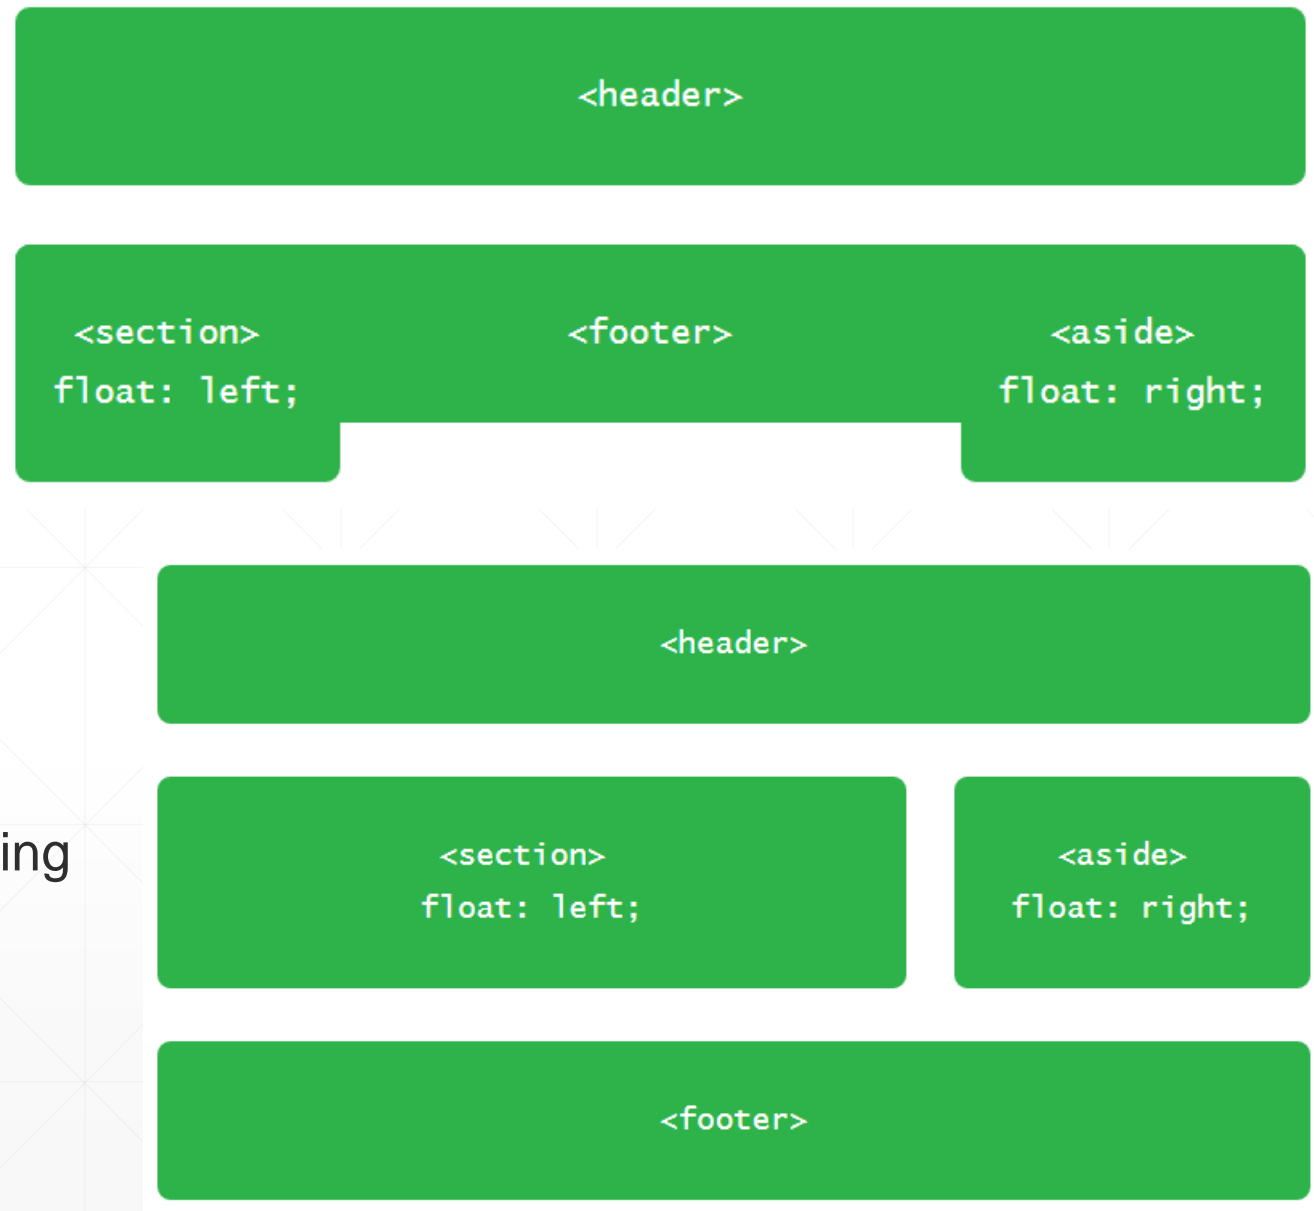 <header>
<section> <footer> <aside>
float: left; float: right;
<header>
ing
<section> <aside>
float: left; float: right;
<footer>